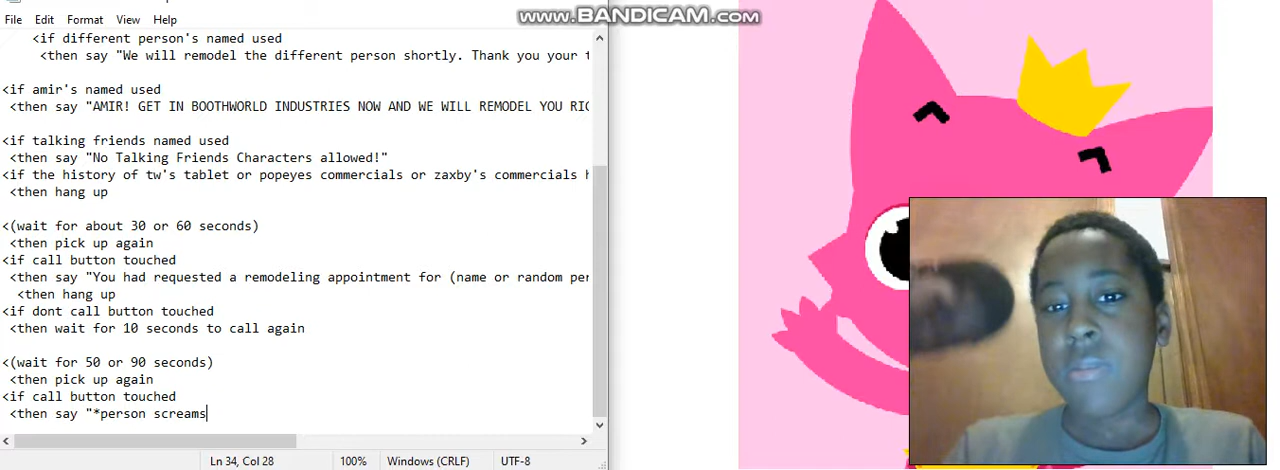 www.BANDICAM.com
File Edit Format View Help
<if different person's named used
<then say "We will remodel the different person shortly. Thank you your t
<if amir's named used
<then say "AMIR! GET IN BOOTHWORLD INDUSTRIES NOW AND WE WILL REMODEL YOU RIG
<if talking friends named used
<then say "No Talking Friends Characters allowed!"
<if the history of tw's tablet or popeyes commercials or zaxby's commercials h
<then hang up
<(wait for about 30 or 60 seconds)
<then pick up again
<if call button touched
<then say "You had requested a remodeling appointment for (name or random per
<then hang up
<if dont call button touched
<then wait for 10 seconds to call again
<(wait for 50 or 90 seconds)
<then pick up again
<if call button touched
<then say "*person screams
Ln 34, Col 28 100% Windows (CRLF) UTF-8